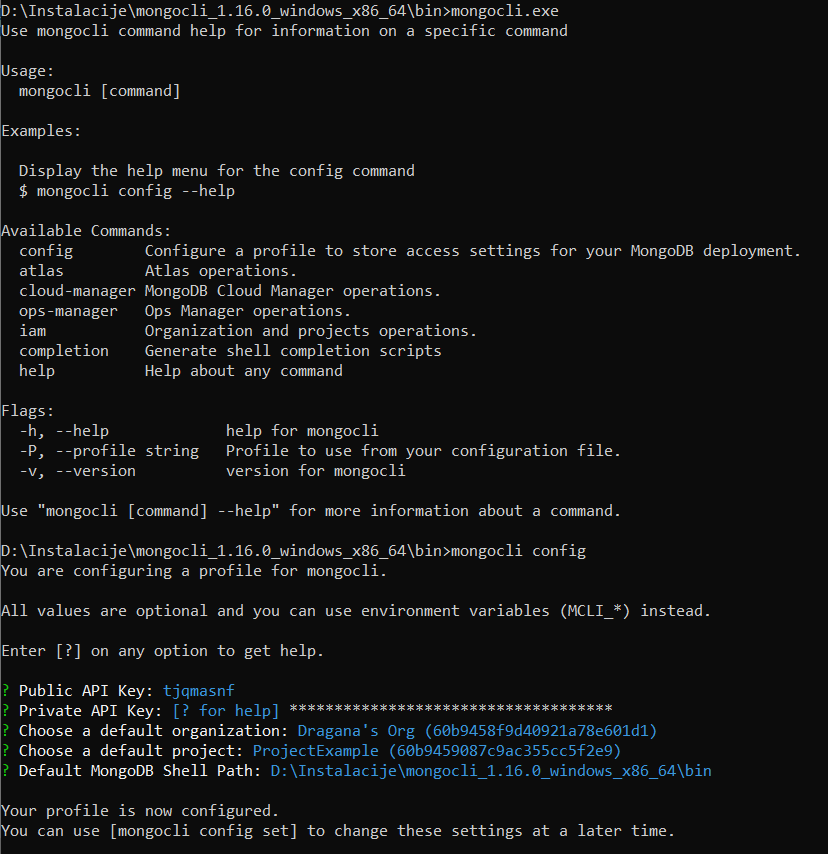 D:\Instalacije\mongocli_1.16.0_windows_x86_64\bin>mongocli.exe
Use mongocli command help for information on a specific command
Usage:
mongocli [command]
Examples:
Display the help menu for the config command
$ mongocli config --help
Available Commands:
config Configure a profile to store access settings for your MongoDB deployment.
atlas Atlas operations.
cloud-manager MongoDB Cloud Manager operations.
ops-manager Ops Manager operations.
iam Organization and projects operations.
completion Generate shell completion scripts
help Help about any command
Flags:
-h, --help help for mongocli
-P, --profile string Profile to use from your configuration file.
-v, --version version for mongocli
Use "mongocli [command] --help" for more information about a command.
D:\Instalacije\mongocli_1.16.0_windows_x86_64\bin>mongocli config
You are configuring a profile for mongocli.
All values are optional and you can use environment variables (MCLI_*) instead.
Enter [?] on any option to get help.
? Public API Key: tjqmasnf
? Private API Key: [? for help] ************************************
? Choose a default organization: Dragana's Org (60b9458f9d40921a78e601d1)
? Choose a default project: ProjectExample (60b9459087c9ac355cc5f2e9)
? Default MongoDB Shell Path: D:\Instalacije\mongocli_1.16.0_windows_x86_64\bin
Your profile is now configured.
You can use [mongocli config set] to change these settings at a later time.